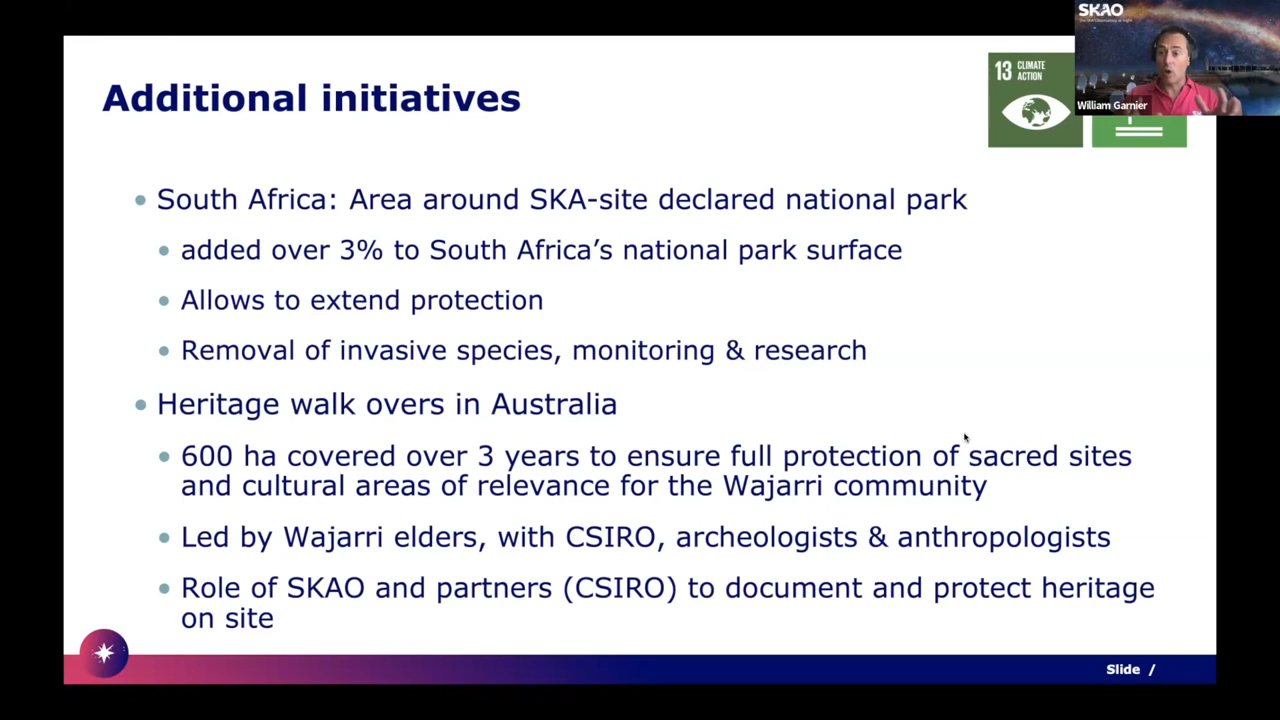 SKAO
Additional initiatives
13 CLIMATE
ACTION
William Garnier
South Africa: Area around SKA-site declared national park
added over 3% to South Africa’s national park surface
Allows to extend protection
Removal of invasive species, monitoring & research
Heritage walk overs in Australia
600 ha covered over 3 years to ensure full protection of sacred sites
and cultural areas of relevance for the Wajarri community
Led by Wajarri elders, with CSIRO, archeologists & anthropologists
Role of SKAO and partners (CSIRO) to document and protect heritage
on site
Slide /